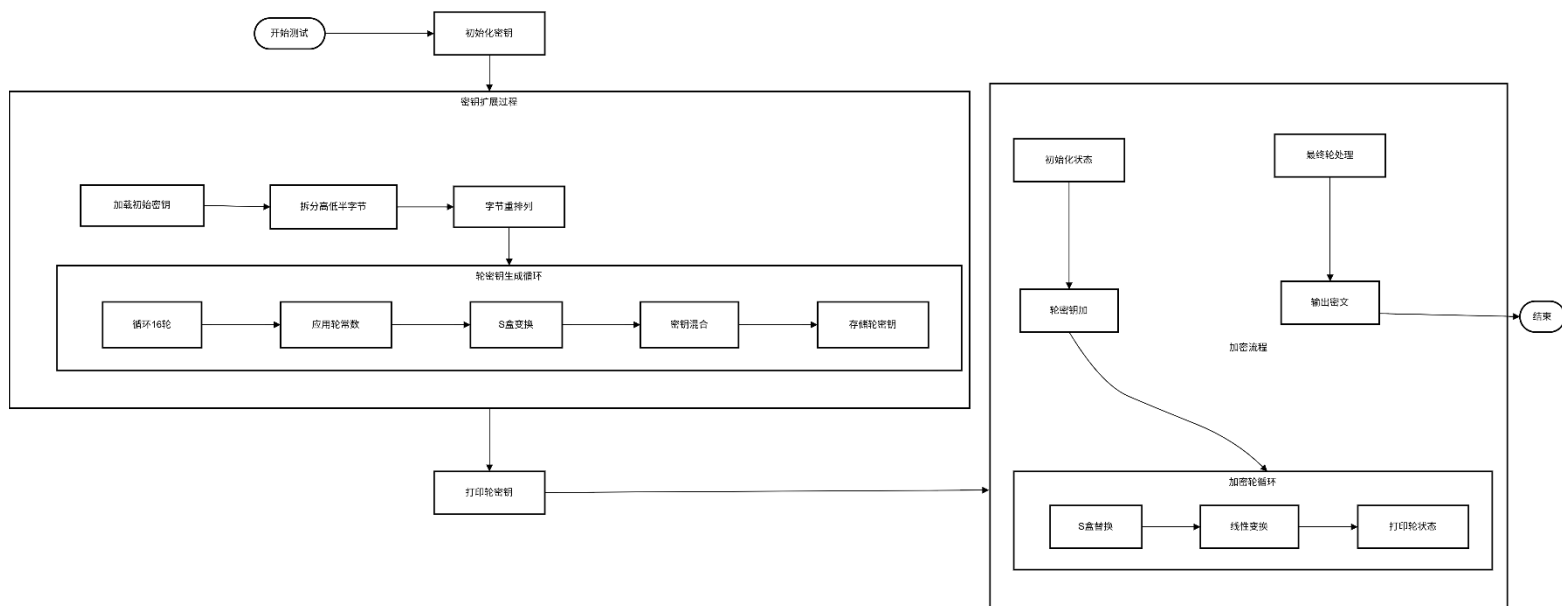 开始测试
初始化密钥
密钥扩展过程
加载初始密钥
拆分高低半字节
字节重排列
轮密钥生成循环
循环16轮
应用轮常数
S盒变换
密钥混合
存储轮密钥
打印轮密钥
初始化状态
最终轮处理
轮密钥加
输出密文
加密流程
加密轮循环
S盒替换
线性变换
打印轮状态
结束